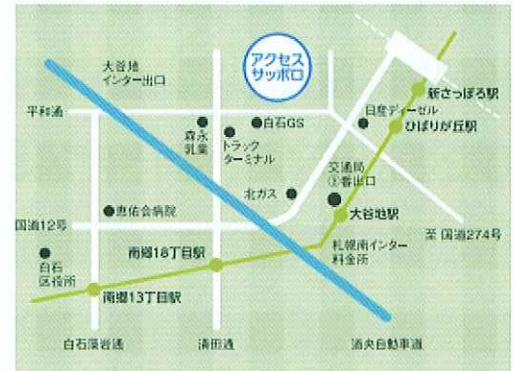 アクセス
サッポロ
大谷地
インター出口
新さっぽろ駅
平和通
日産ディーゼル
白石GS
ひばりが丘駅
森永
乳業
トラック
ターミナル
交通局
①番出口
北ガス
恵佑会病院
大谷地駅
国道12号
至 国道274号
南郷18丁目駅
札幌南インター
料金所
白石
区役所
南郷13丁目駅
白石藻岩通
清田通
道央自動車道